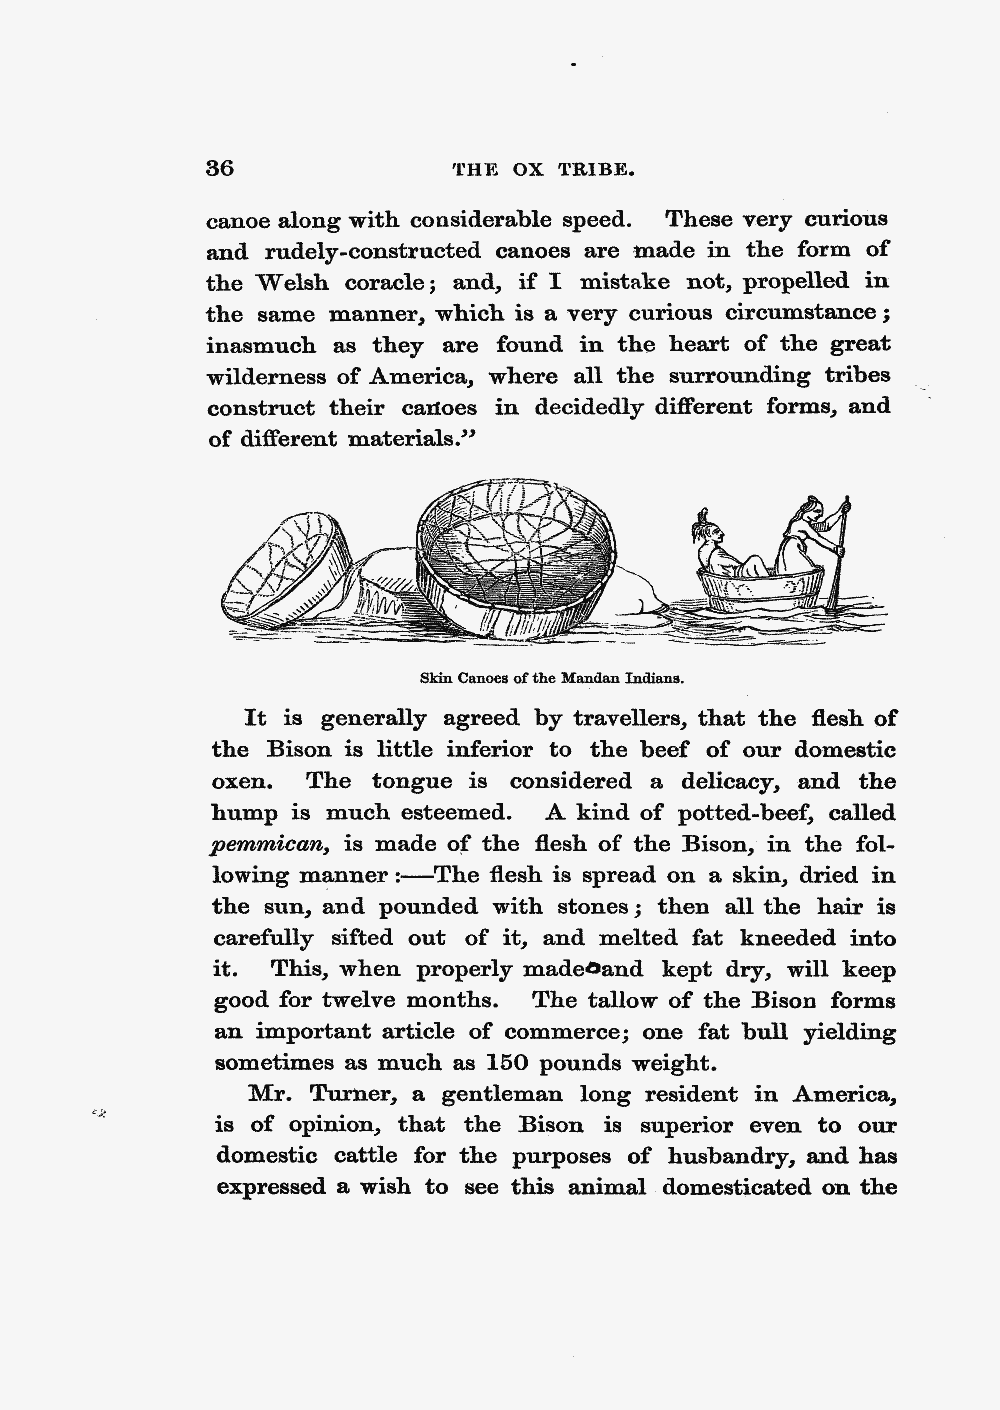 36 THE OX TRIBE.
canoe along with considerable speed. These very curious
and rudely-constructed canoes are made in the form of
the Welsh coracle; and, if I mistake not, propelled in
the same manner, which is a very curious circumstance;
inasmuch as they are found in the heart of the great
wilderness of America, where all the surrounding tribes
construct their canoes in decidedly different forms, and
of different materials.”
Skin Canoes of the Mandan Indians.
It is generally agreed by travellers, that the flesh of
the Bison is little inferior to the beef of our domestic
oxen. The tongue is considered a delicacy, and the
hump is much esteemed. A kind of potted-beef, called
pemmican, is made of the flesh of the Bison, in the fol-
lowing manner:—The flesh is spread on a skin, dried in
the sun, and pounded with stones; then all the hair is
carefully sifted out of it, and melted fat kneeded into
it. This, when properly made and kept dry, will keep
good for twelve months. The tallow of the Bison forms
an important article of commerce; one fat bull yielding
sometimes as much as 150 pounds weight.
Mr. Turner, a gentleman long resident in America,
is of opinion, that the Bison is superior even to our
domestic cattle for the purposes of husbandry, and has
expressed a wish to see this animal domesticated on the